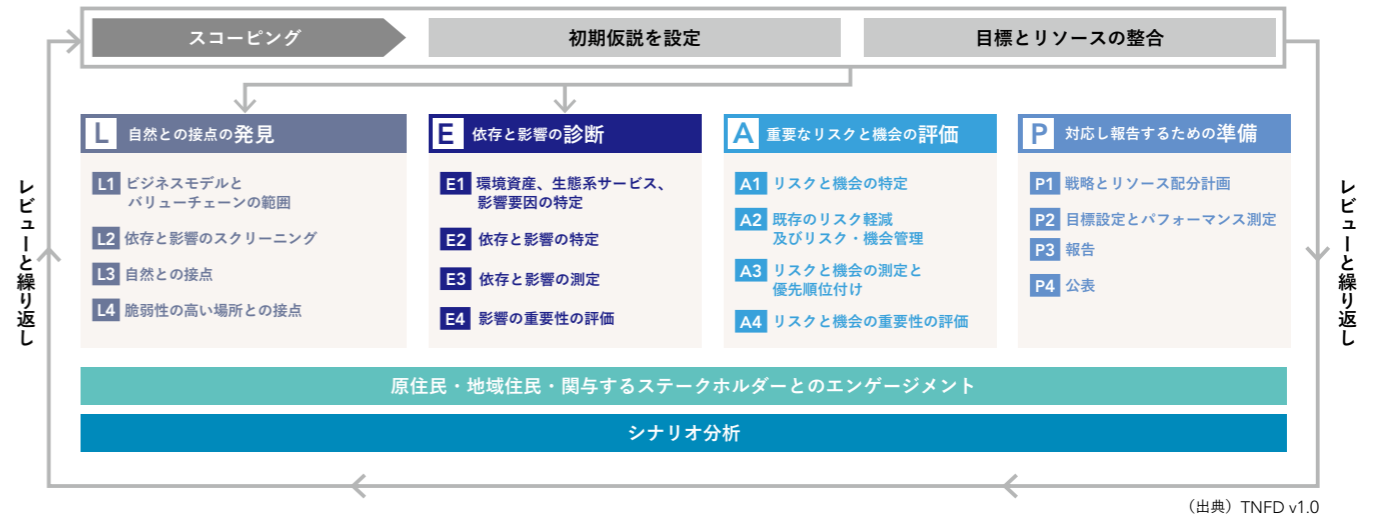 スコーピング
初期仮説を設定
目標とリソースの整合
レビューと繰り返し
L 自然との接点の発見
L1 ビジネスモデルと
バリューチェーンの範囲
L2 依存と影響のスクリーニング
L3 自然との接点
L4 脆弱性の高い場所との接点
E 依存と影響の診断
E1 環境資産、生態系サービス、
影響要因の特定
E2 依存と影響の特定
E3 依存と影響の測定
E4 影響の重要性の評価
A 重要なリスクと機会の評価
A1 リスクと機会の特定
A2 既存のリスク軽減
及びリスク・機会管理
A3 リスクと機会の測定と
優先順位付け
A4 リスクと機会の重要性の評価
P 対応し報告するための準備
P1 戦略とリソース配分計画
P2 目標設定とパフォーマンス測定
P3 報告
P4 公表
レビューと繰り返し
原住民・地域住民・関与するステークホルダーとのエンゲージメント
シナリオ分析
（出典）TNFD v1.0